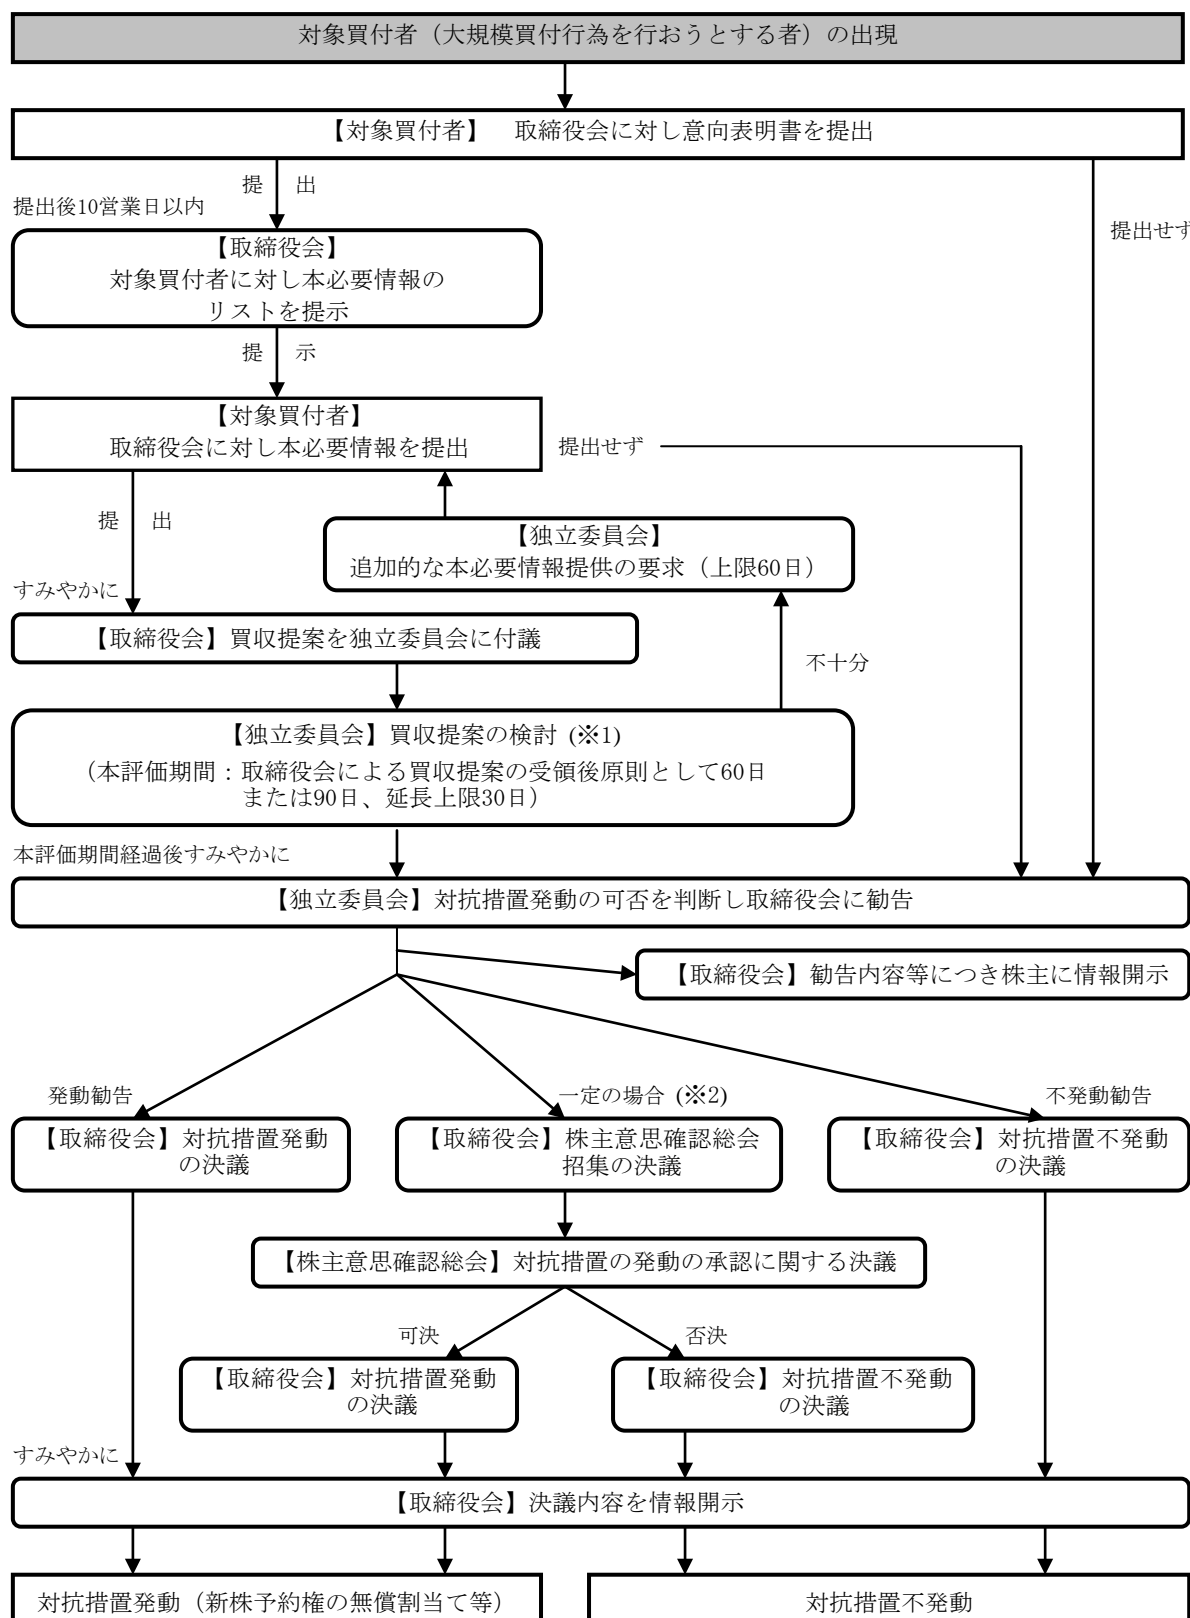 対象買付者（大規模買付行為を行おうとする者）の出現
【対象買付者】　取締役会に対し意向表明書を提出
提　出
提出後10営業日以内
提出せず
【取締役会】
対象買付者に対し本必要情報の
リストを提示
提　示
【対象買付者】
取締役会に対し本必要情報を提出
提出せず
提　出
【独立委員会】
追加的な本必要情報提供の要求（上限60日）
すみやかに
【取締役会】買収提案を独立委員会に付議
不十分
【独立委員会】買収提案の検討 (※1)
（本評価期間：取締役会による買収提案の受領後原則として60日
または90日、延長上限30日）
本評価期間経過後すみやかに
【独立委員会】対抗措置発動の可否を判断し取締役会に勧告
【取締役会】勧告内容等につき株主に情報開示
発動勧告
一定の場合 (※2)
不発動勧告
【取締役会】対抗措置発動
の決議
【取締役会】株主意思確認総会
招集の決議
【取締役会】対抗措置不発動
の決議
【株主意思確認総会】対抗措置の発動の承認に関する決議
可決
否決
【取締役会】対抗措置発動
の決議
【取締役会】対抗措置不発動
の決議
すみやかに
【取締役会】決議内容を情報開示
対抗措置発動（新株予約権の無償割当て等）
対抗措置不発動